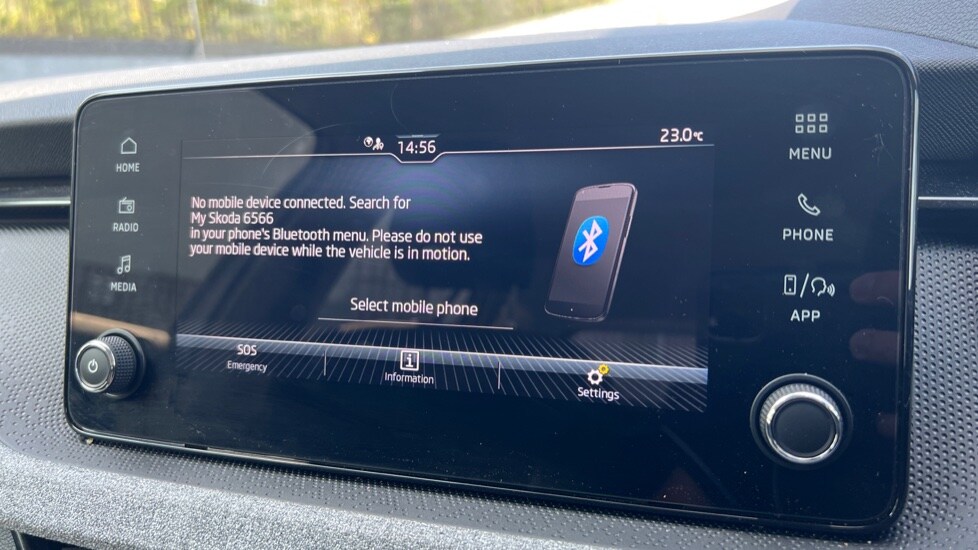 14:56
23.0°C
HOME
RADIO
MEDIA
No mobile device connected. Search for
My Skoda 6566
in your phone's Bluetooth menu. Please do not use
your mobile device while the vehicle is in motion.
Select mobile phone
SOS
Emergency
Information
Settings
MENU
PHONE
APP